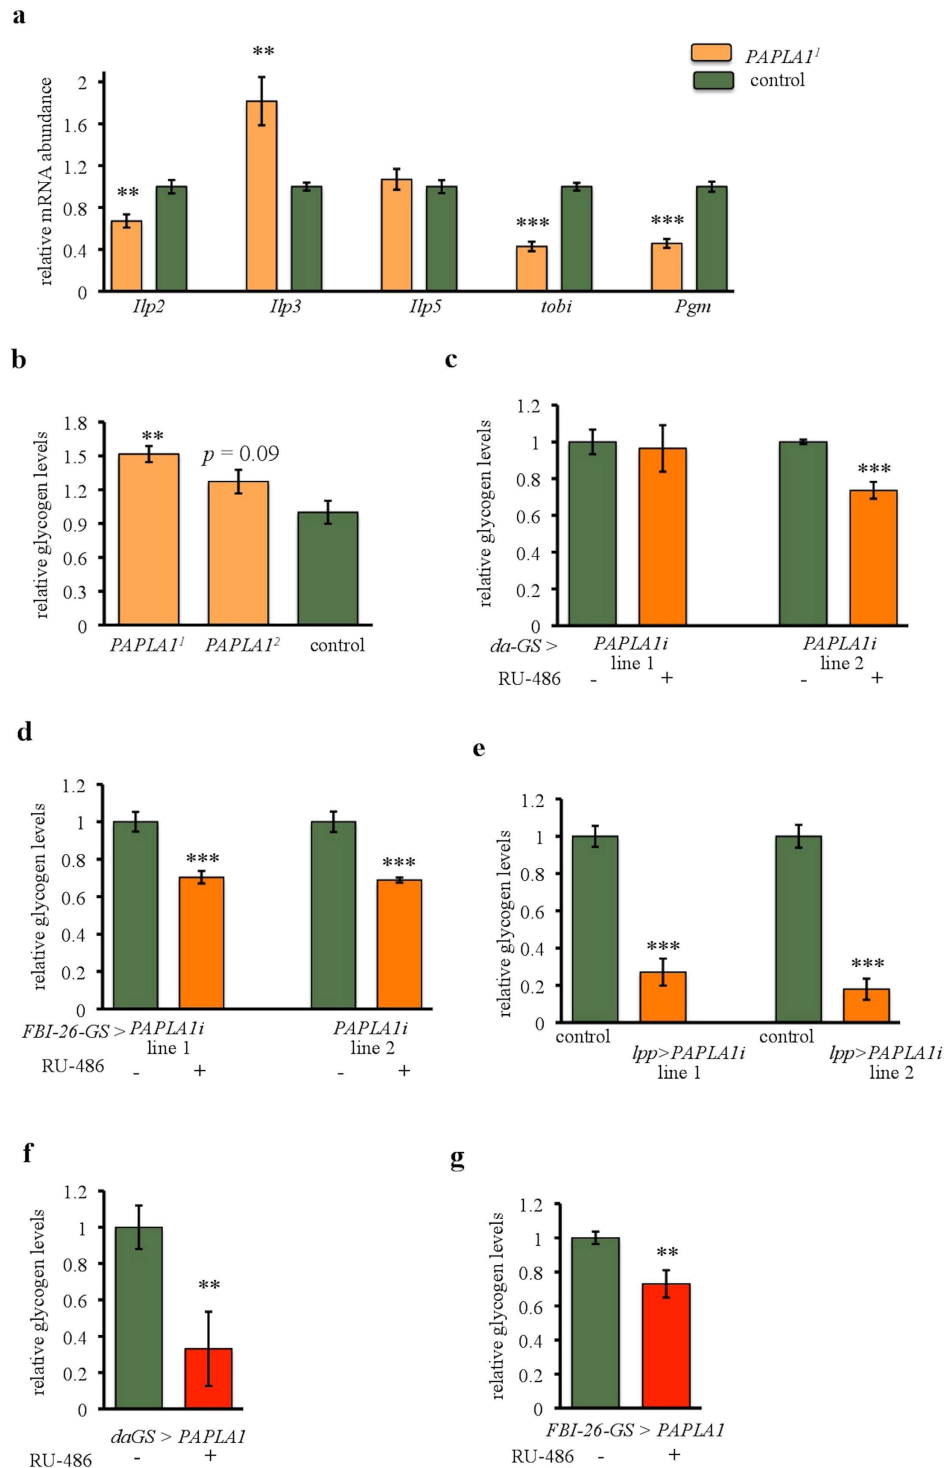 a
PAPLA1¹
control
relative mRNA abundance
2
1.6
1.2
0.8
0.4
0
**
**
***
***
Ilp2 Ilp3 Ilp5 tobi Pgm
b
relative glycogen levels
1.8
1.5
1.2
0.9
0.6
0.3
0
**
p = 0.09
PAPLA1¹ PAPLA1² control
c
relative glycogen levels
1.2
1
0.8
0.6
0.4
0.2
0
***
da-GS > PAPLA1i PAPLA1i
line 1 line 2
RU-486 - + - +
d
relative glycogen levels
1.2
1
0.8
0.6
0.4
0.2
0
***
***
FBI-26-GS > PAPLA1i PAPLA1i
line 1 line 2
RU-486 - + - +
e
relative glycogen levels
1.2
1
0.8
0.6
0.4
0.2
0
***
***
control control
lpp>PAPLA1i lpp>PAPLA1i
line 1 line 2
f
relative glycogen levels
1.2
1
0.8
0.6
0.4
0.2
0
**
daGS > PAPLA1
RU-486 - +
g
relative glycogen levels
1.2
1
0.8
0.6
0.4
0.2
0
**
FBI-26-GS > PAPLA1
RU-486 - +